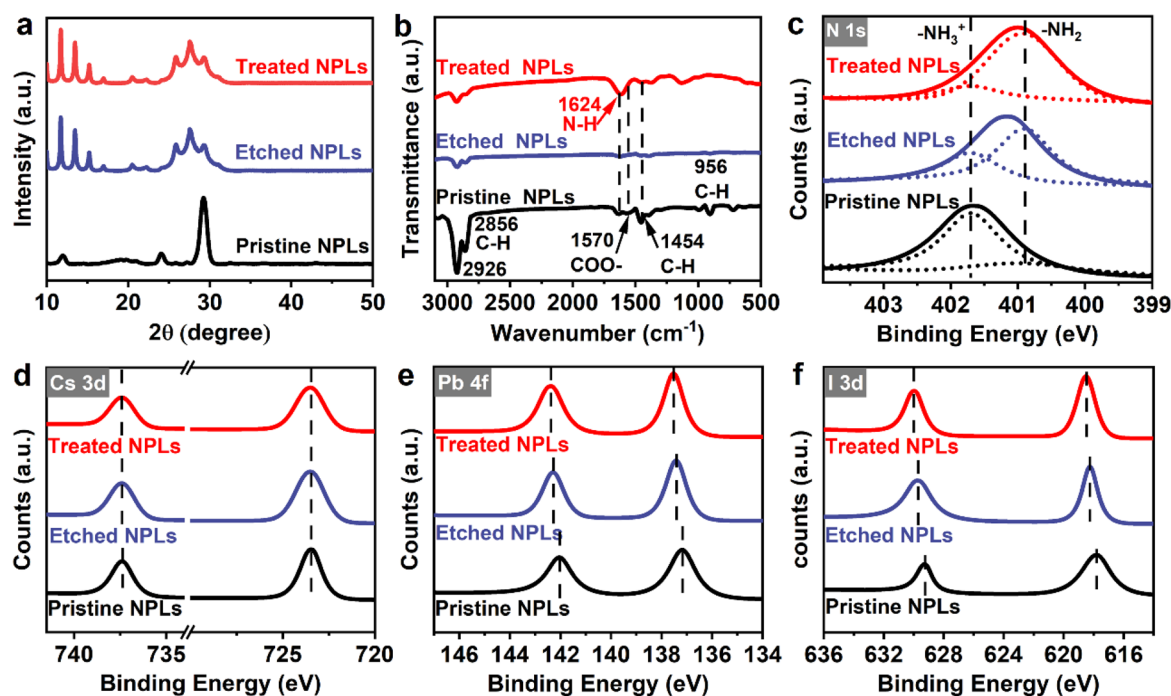 a
Intensity (a.u.)
Treated NPLs
Etched NPLs
Pristine NPLs
10 20 30 40 50
2θ (degree)
b
Transmittance (a.u.)
Treated NPLs
1624
N-H
Etched NPLs
956
C-H
Pristine NPLs
2856
C-H
2926
1570
COO-
1454
C-H
3000 2500 2000 1500 1000 500
Wavenumber (cm⁻¹)
c
N 1s
-NH₃⁺
-NH₂
Counts (a.u.)
Treated NPLs
Etched NPLs
Pristine NPLs
403 402 401 400 399
Binding Energy (eV)
d
Cs 3d
Counts (a.u.)
Treated NPLs
Etched NPLs
Pristine NPLs
740 735 725 720
Binding Energy (eV)
e
Pb 4f
Counts (a.u.)
Treated NPLs
Etched NPLs
Pristine NPLs
146 144 142 140 138 136 134
Binding Energy (eV)
f
I 3d
counts (a.u.)
Treated NPLs
Etched NPLs
Pristine NPLs
636 632 628 624 620 616
Binding Energy (eV)